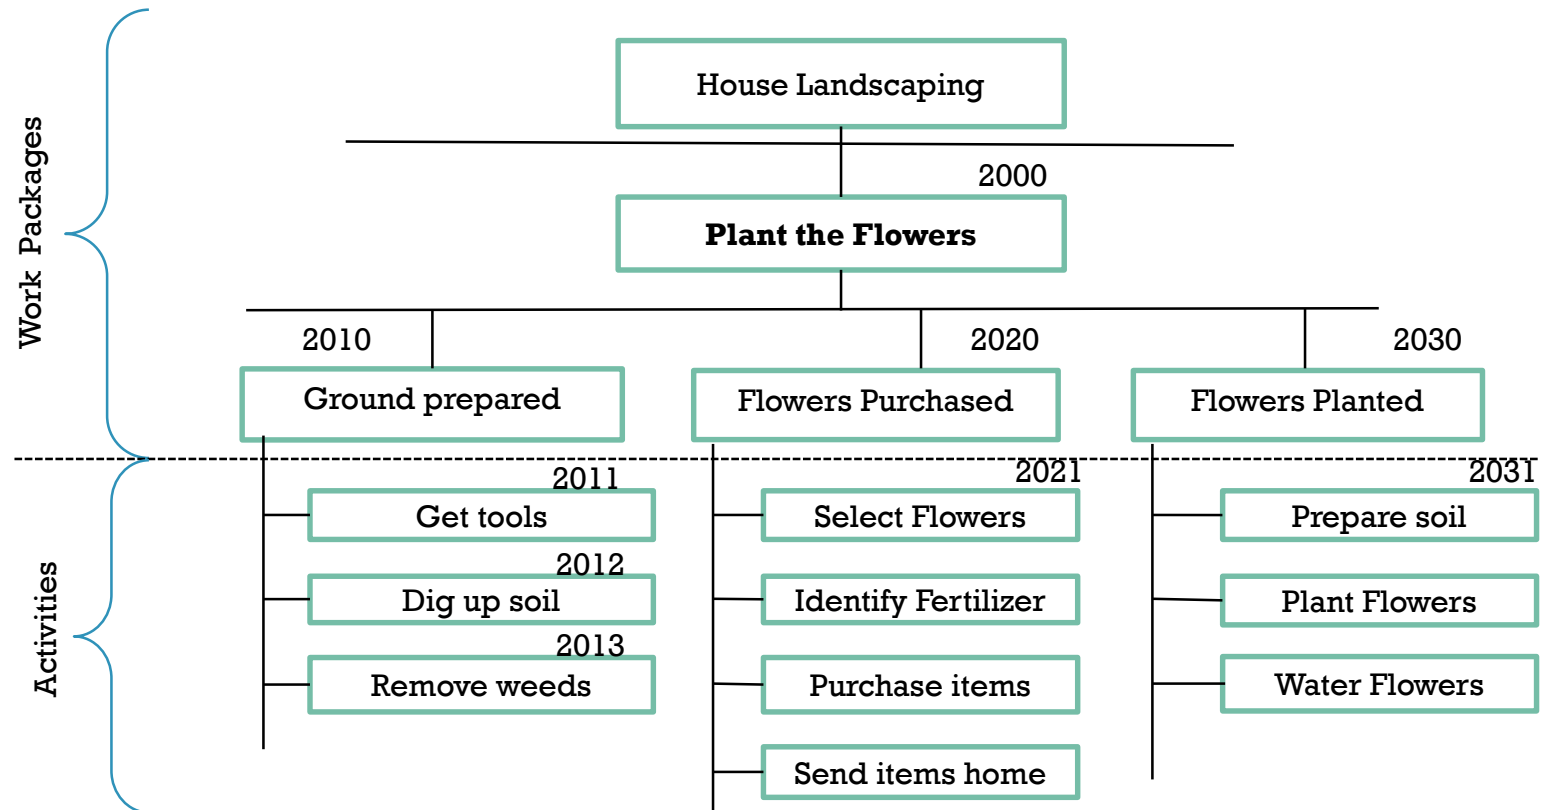 House Landscaping
2000
Plant the Flowers
Work Packages
2010
2020
2030
Ground prepared
Flowers Purchased
Flowers Planted
Activities
2011
Get tools
2012
Dig up soil
2013
Remove weeds
2021
Select Flowers
Identify Fertilizer
Purchase items
Send items home
2031
Prepare soil
Plant Flowers
Water Flowers